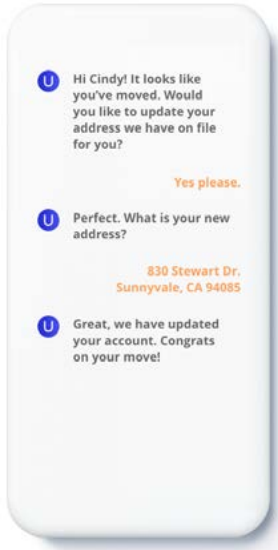 U Hi Cindy! It looks like
you've moved. Would
you like to update your
address we have on file
for you?
Yes please.
U Perfect. What is your new
address?
830 Stewart Dr.
Sunnyvale, CA 94085
U Great, we have updated
your account. Congrats
on your move!